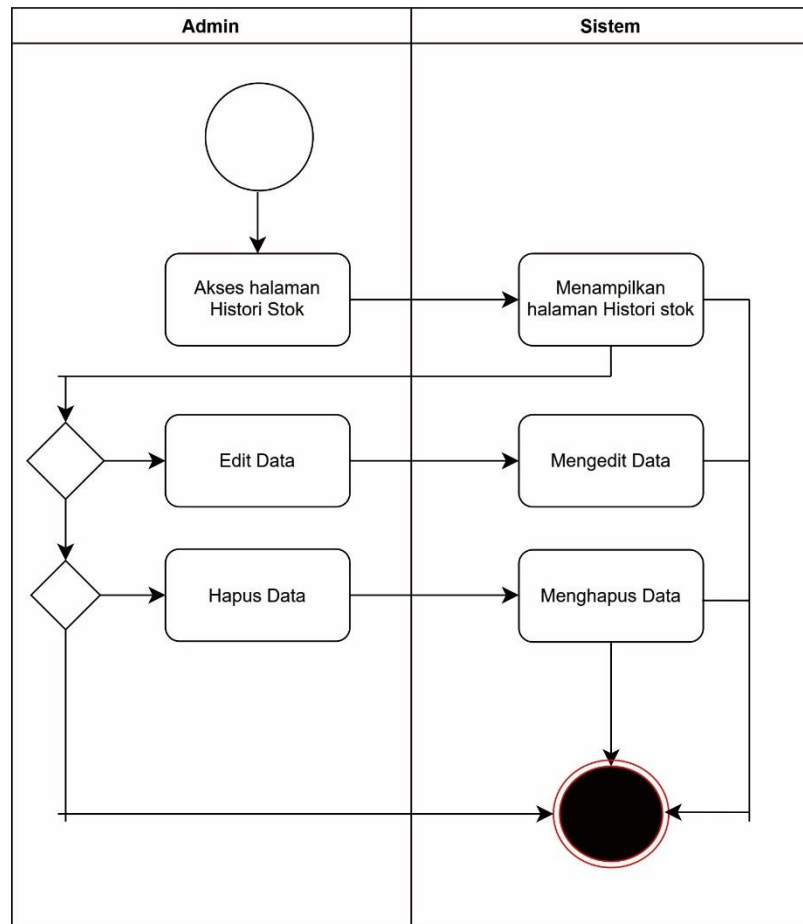 Admin
Sistem
Akses halaman
Histori Stok
Menampilkan
halaman Histori stok
Edit Data
Mengedit Data
Hapus Data
Menghapus Data